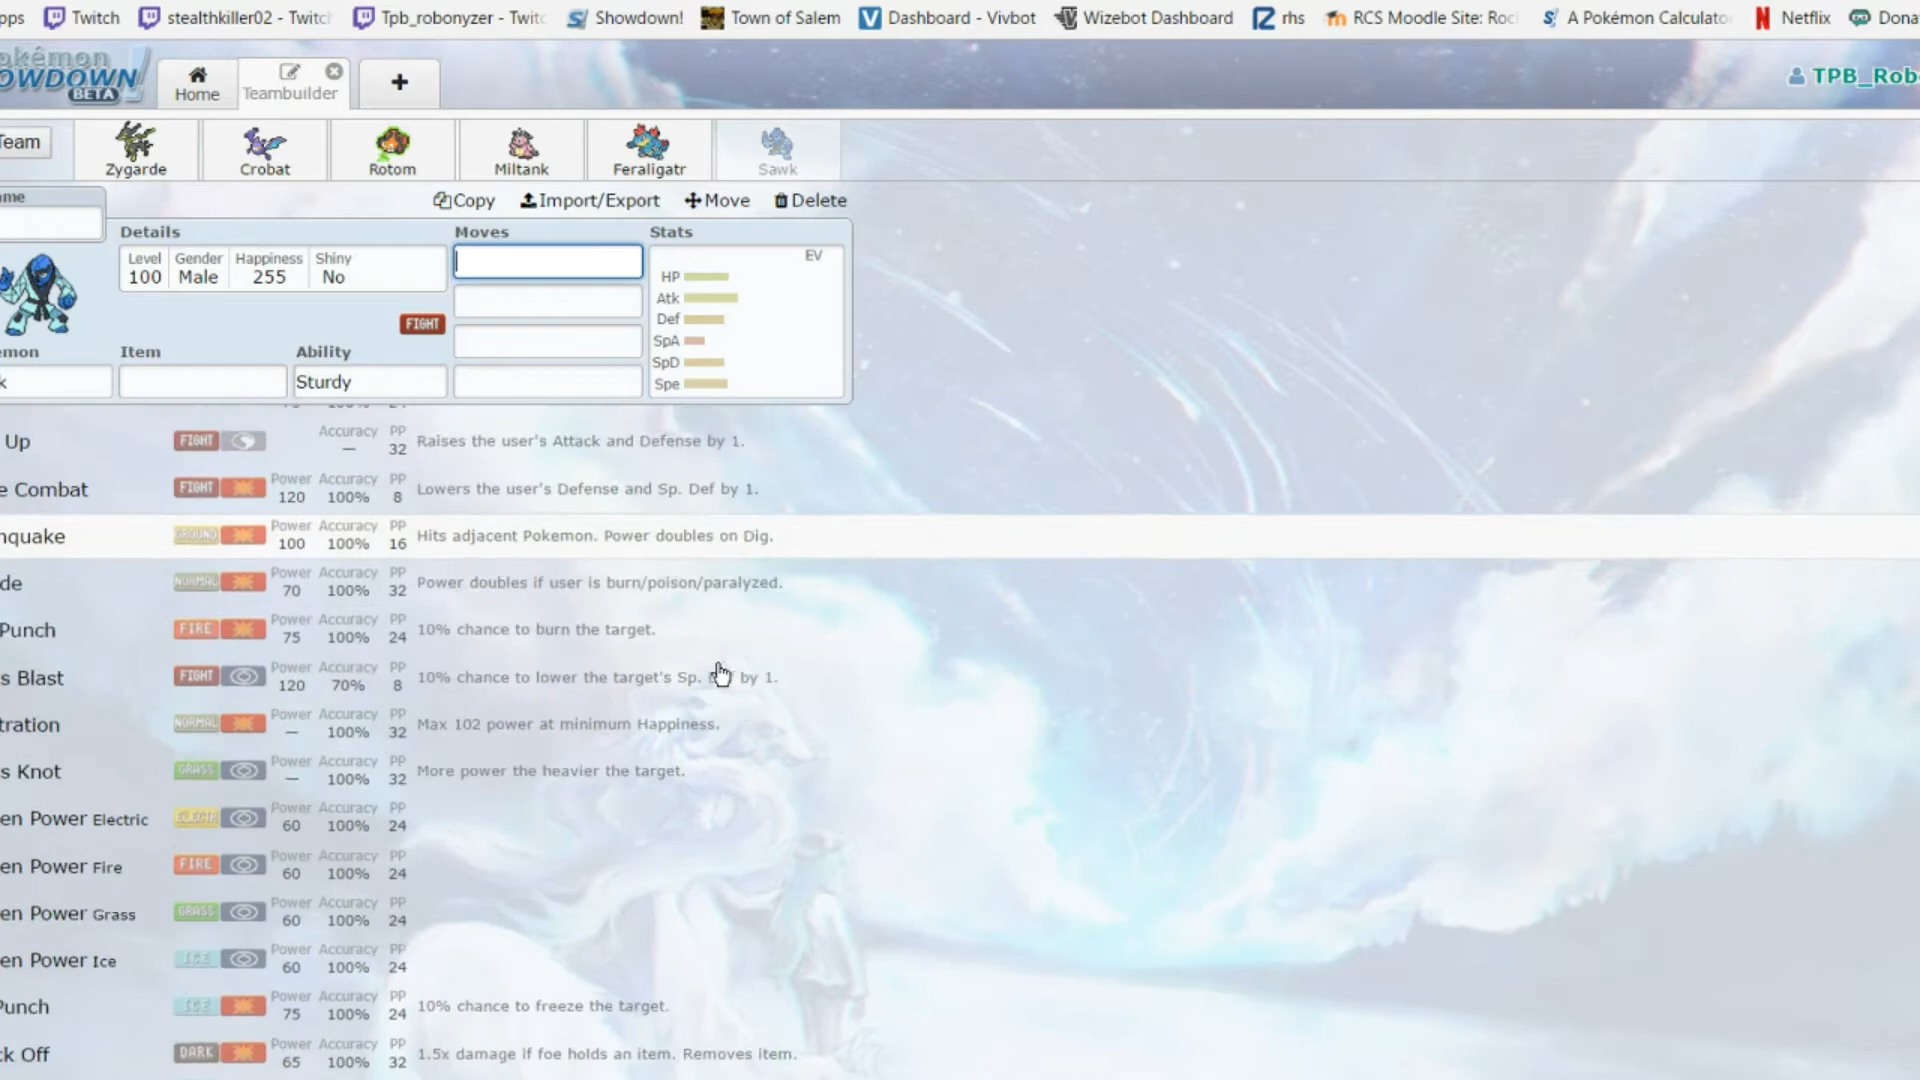 pps Twitch stealthkiller02 - Twitch Tpb_robonyzer - Twitc Showdown! Town of Salem Dashboard - Vivbot Wizebot Dashboard rhs RCS Moodle Site: Roc A Pokémon Calculato Netflix Dona
okémon
OWDOWN!
BETA
Home
Teambuilder
+
TPB_Rob
Team
Zygarde Crobat Rotom Miltank Feraligatr Sawk
Copy Import/Export Move Delete
ame
Details Moves Stats
Level Gender Happiness Shiny
100 Male 255 No
EV
HP
Atk
Def
SpA
SpD
Spe
FIGHT
emon Item Ability
k Sturdy
Up FIGHT Accuracy — PP 32 Raises the user's Attack and Defense by 1.
e Combat FIGHT Power 120 Accuracy 100% PP 8 Lowers the user's Defense and Sp. Def by 1.
hquake GROUND Power 100 Accuracy 100% PP 16 Hits adjacent Pokemon. Power doubles on Dig.
de NORMAL Power 70 Accuracy 100% PP 32 Power doubles if user is burn/poison/paralyzed.
Punch FIRE Power 75 Accuracy 100% PP 24 10% chance to burn the target.
s Blast FIGHT Power 120 Accuracy 70% PP 8 10% chance to lower the target's Sp. by 1.
tration NORMAL Power — Accuracy 100% PP 32 Max 102 power at minimum Happiness.
s Knot GRASS Power — Accuracy 100% PP 32 More power the heavier the target.
en Power Electric ELECTR Power 60 Accuracy 100% PP 24
en Power Fire FIRE Power 60 Accuracy 100% PP 24
en Power Grass GRASS Power 60 Accuracy 100% PP 24
en Power Ice ICE Power 60 Accuracy 100% PP 24
Punch ICE Power 75 Accuracy 100% PP 24 10% chance to freeze the target.
ck Off DARK Power 65 Accuracy 100% PP 32 1.5x damage if foe holds an item. Removes item.